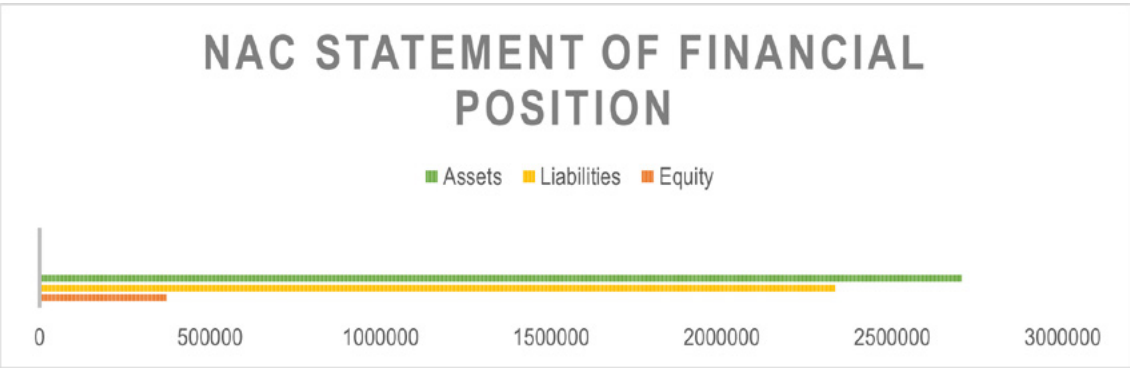 NAC STATEMENT OF FINANCIAL
POSITION
Assets Liabilities Equity
0 500000 1000000 1500000 2000000 2500000 3000000